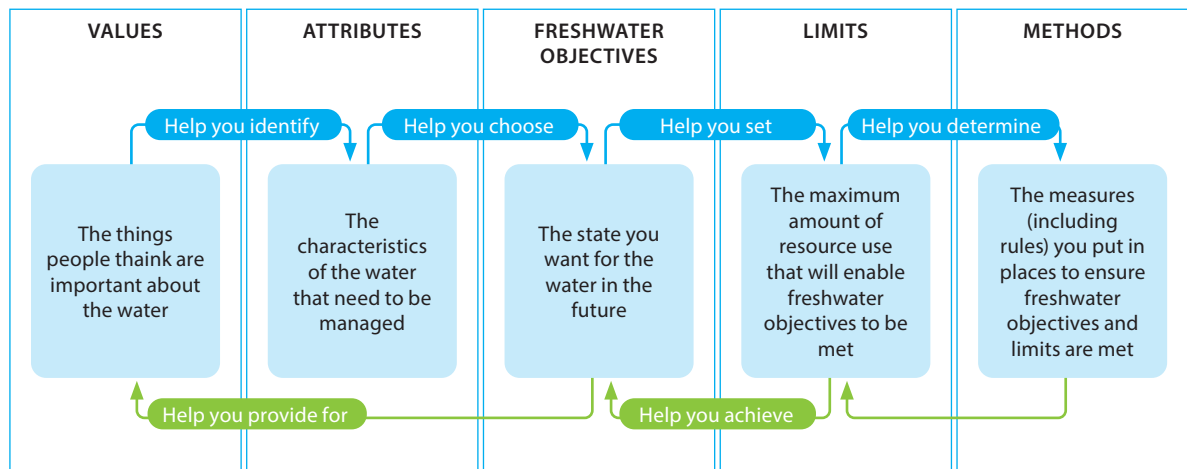 VALUES
ATTRIBUTES
FRESHWATER
OBJECTIVES
LIMITS
METHODS
Help you identify
Help you choose
Help you set
Help you determine
The things
people thaink are
important about
the water
The
characteristics
of the water
that need to be
managed
The state you
want for the
water in the
future
The maximum
amount of
resource use
that will enable
freshwater
objectives to be
met
The measures
(including
rules) you put in
places to ensure
freshwater
objectives and
limits are met
Help you provide for
Help you achieve